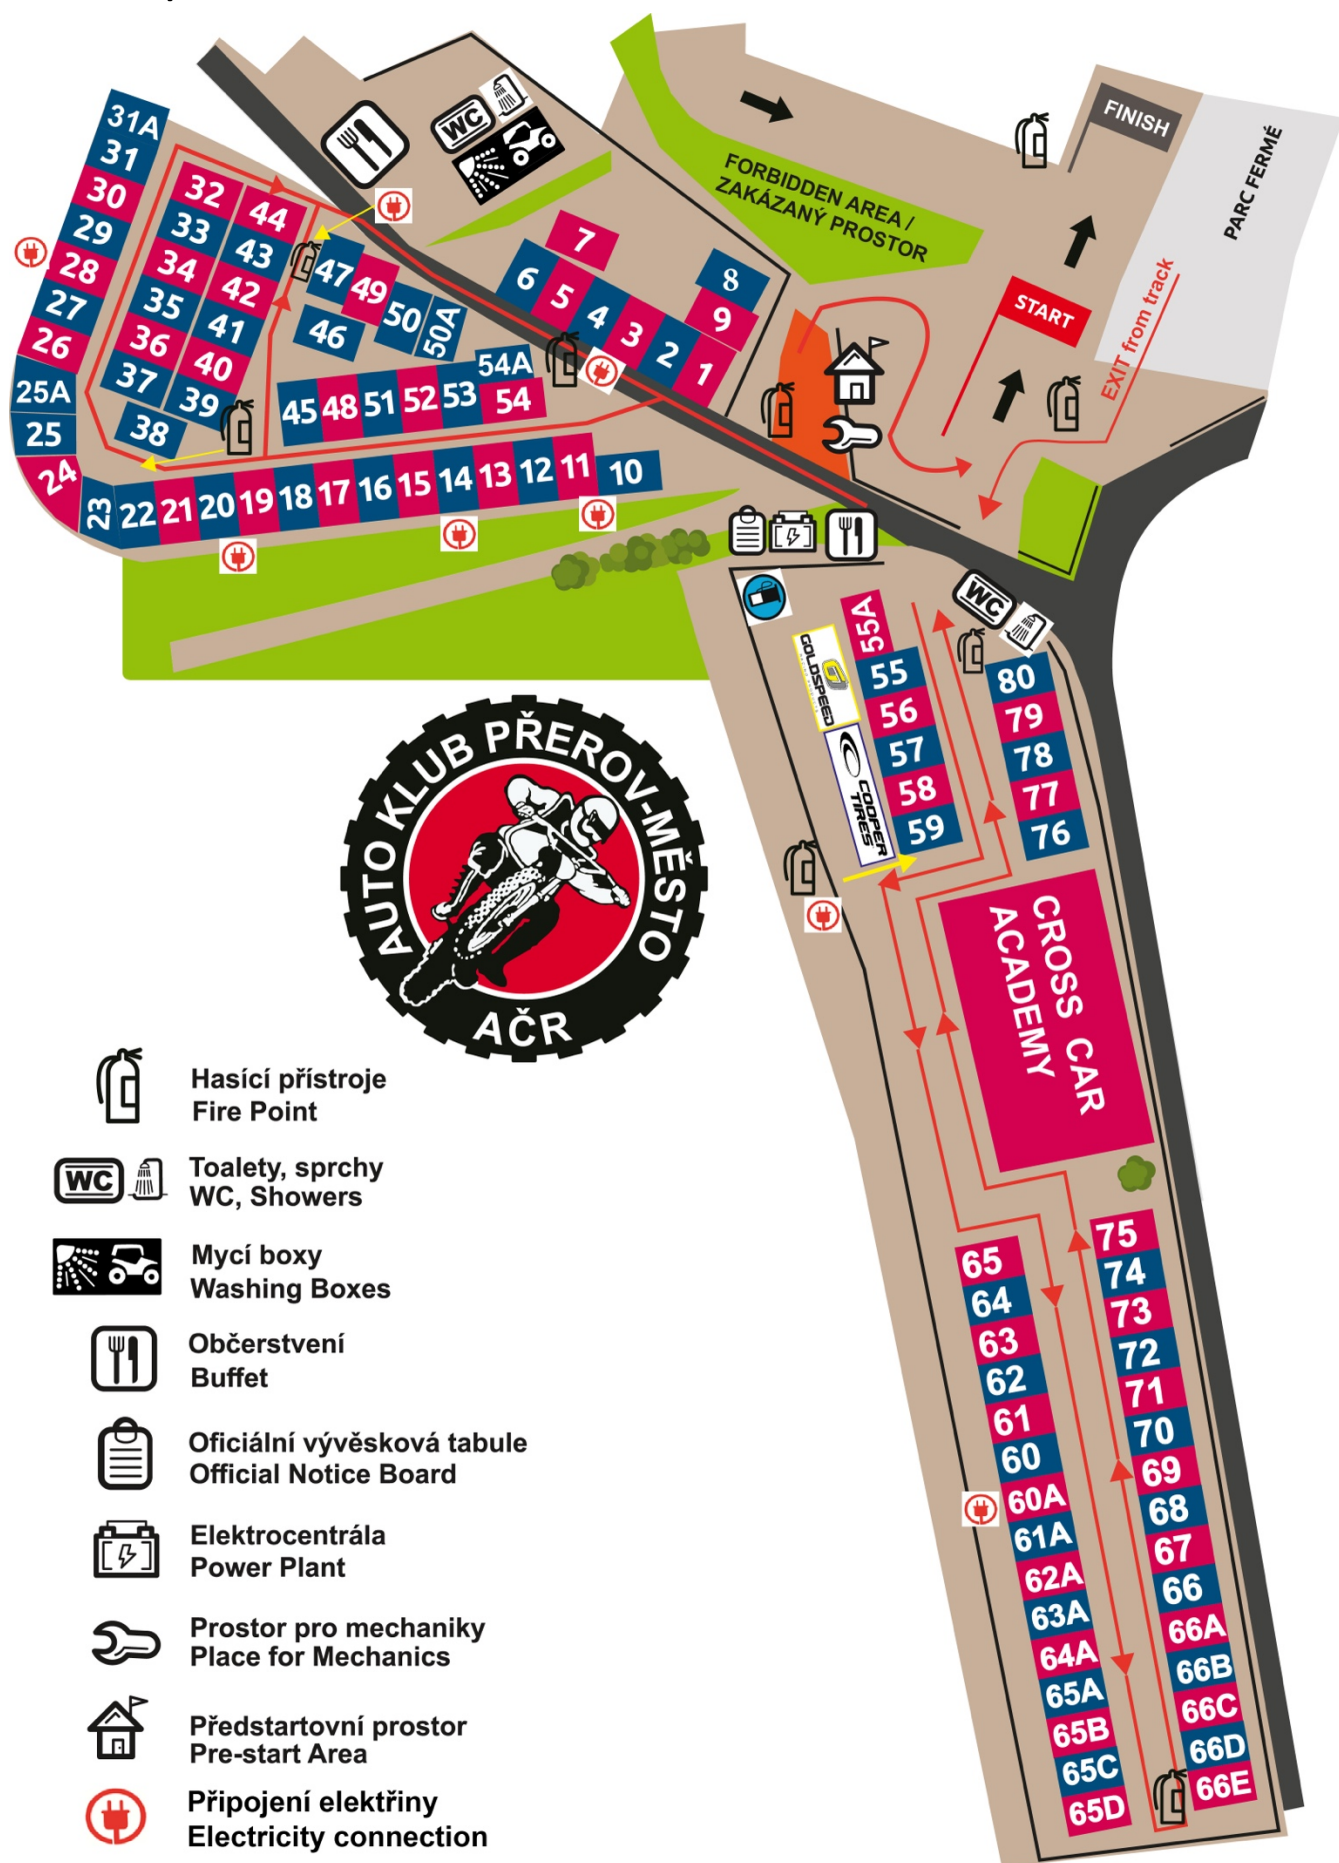 31A
31
30
29
28
27
26
25A
25
24
23
32
33
34
35
36
37
38
44
43
42
41
40
39
47
49
50
50A
46
45
48
51
52
53
54A
54
22
21
20
19
18
17
16
15
14
13
12
11
10
WC
7
6
5
4
3
2
1
8
9
FORBIDDEN AREA /
ZAKÁZANÝ PROSTOR
FINISH
PARC FERMÉ
START
EXIT from track
WC
55A
55
56
57
58
59
GOLDSPEED
COOPER
TIRES
80
79
78
77
76
CROSS CAR
ACADEMY
AUTO KLUB PŘEROV-MĚSTO
AČR
65
64
63
62
61
60
60A
61A
62A
63A
64A
65A
65B
65C
65D
75
74
73
72
71
70
69
68
67
66
66A
66B
66C
66D
66E
Hasící přístroje
Fire Point
WC
Toalety, sprchy
WC, Showers
Mycí boxy
Washing Boxes
Občerstvení
Buffet
Oficiální vývěsková tabule
Official Notice Board
Elektrocentrála
Power Plant
Prostor pro mechaniky
Place for Mechanics
Předstartovní prostor
Pre-start Area
Připojení elektřiny
Electricity connection